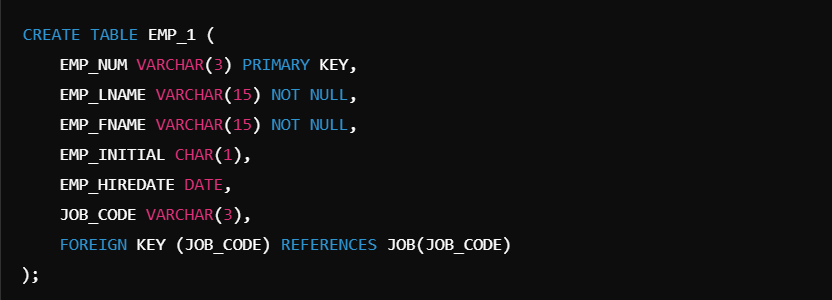 CREATE TABLE EMP_1 (
    EMP_NUM VARCHAR(3) PRIMARY KEY,
    EMP_LNAME VARCHAR(15) NOT NULL,
    EMP_FNAME VARCHAR(15) NOT NULL,
    EMP_INITIAL CHAR(1),
    EMP_HIREDATE DATE,
    JOB_CODE VARCHAR(3),
    FOREIGN KEY (JOB_CODE) REFERENCES JOB(JOB_CODE)
);